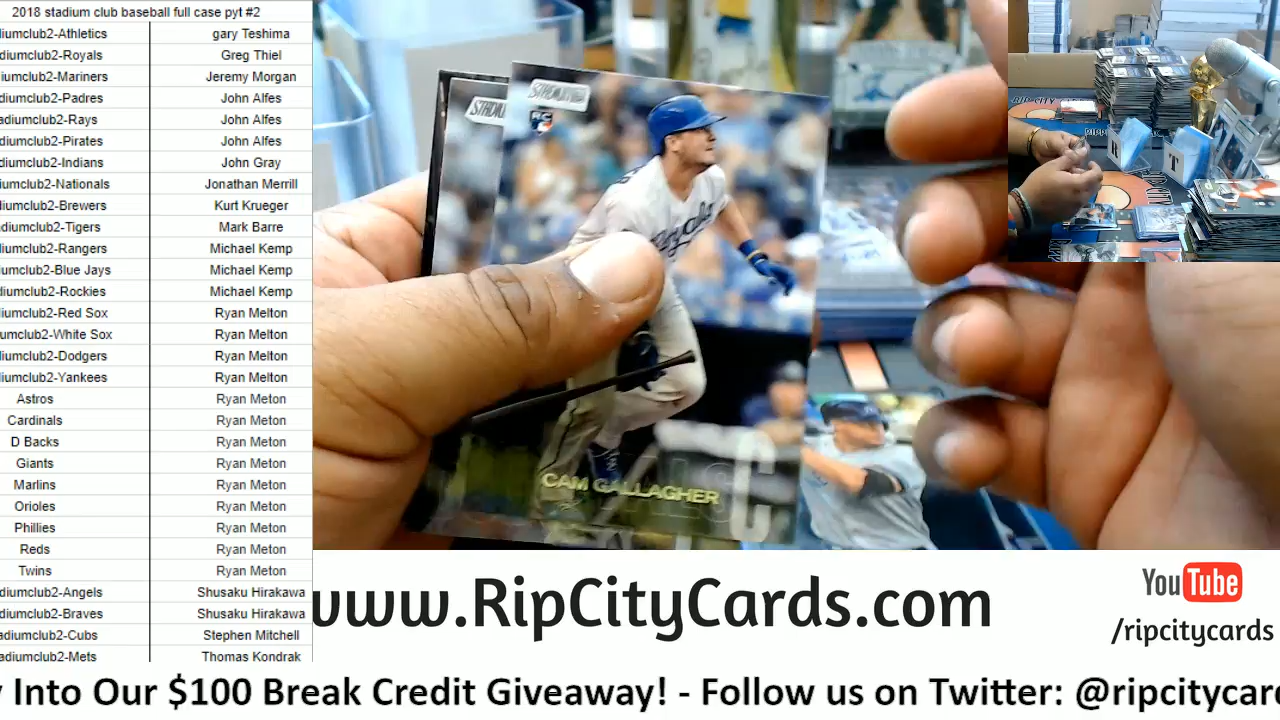 2018 stadium club baseball full case pyt #2
diumclub2-Athletics gary Teshima
diumclub2-Royals Greg Thiel
diumclub2-Mariners Jeremy Morgan
diumclub2-Padres John Alfes
adiumclub2-Rays John Alfes
diumclub2-Pirates John Alfes
diumclub2-Indians John Gray
iumclub2-Nationals Jonathan Merrill
diumclub2-Brewers Kurt Krueger
diumclub2-Tigers Mark Barre
diumclub2-Rangers Michael Kemp
iumclub2-Blue Jays Michael Kemp
diumclub2-Rockies Michael Kemp
diumclub2-Red Sox Ryan Melton
umclub2-White Sox Ryan Melton
diumclub2-Dodgers Ryan Melton
diumclub2-Yankees Ryan Melton
Astros Ryan Meton
Cardinals Ryan Meton
D Backs Ryan Meton
Giants Ryan Meton
Marlins Ryan Meton
Orioles Ryan Meton
Phillies Ryan Meton
Reds Ryan Meton
Twins Ryan Meton
diumclub2-Angels Shusaku Hirakawa
diumclub2-Braves Shusaku Hirakawa
adiumclub2-Cubs Stephen Mitchell
adiumclub2-Mets Thomas Kondrak
CAM GALLAGHER
C
RIP CITY
R
T
www.RipCityCards.com
YouTube
/ripcitycards
y Into Our $100 Break Credit Giveaway! - Follow us on Twitter: @ripcitycard